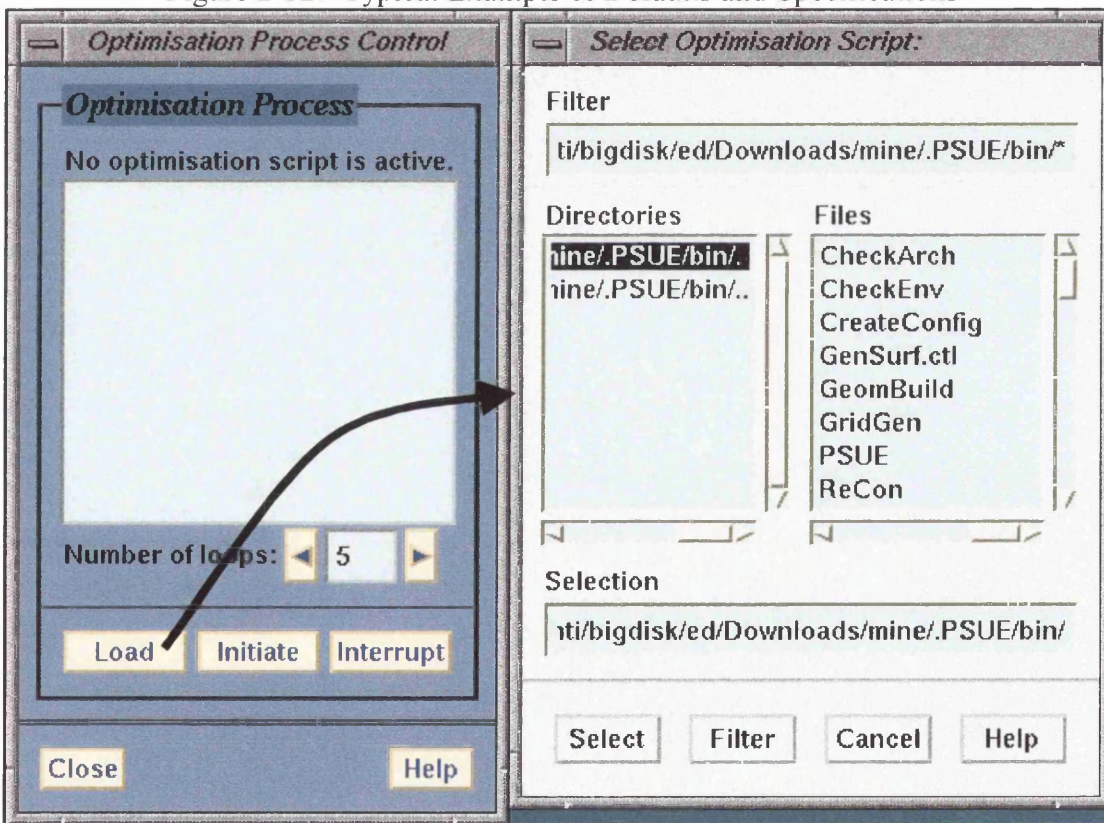 Optimisation Process Control
Optimisation Process
No optimisation script is active.
Number of loops: 5
Load Initiate Interrupt
Close Help
Select Optimisation Script:
Filter
ti/bigdisk/ed/Downloads/mine/.PSUE/bin/*
Directories
nine/.PSUE/bin/.
nine/.PSUE/bin/..
Files
CheckArch
CheckEnv
CreateConfig
GenSurf.ctl
GeomBuild
GridGen
PSUE
ReCon
Selection
nti/bigdisk/ed/Downloads/mine/.PSUE/bin/
Select Filter Cancel Help